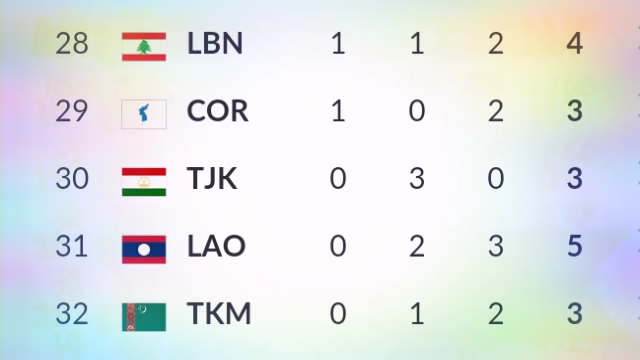 28 LBN 1 1 2 4
29 COR 1 0 2 3
30 TJK 0 3 0 3
31 LAO 0 2 3 5
32 TKM 0 1 2 3